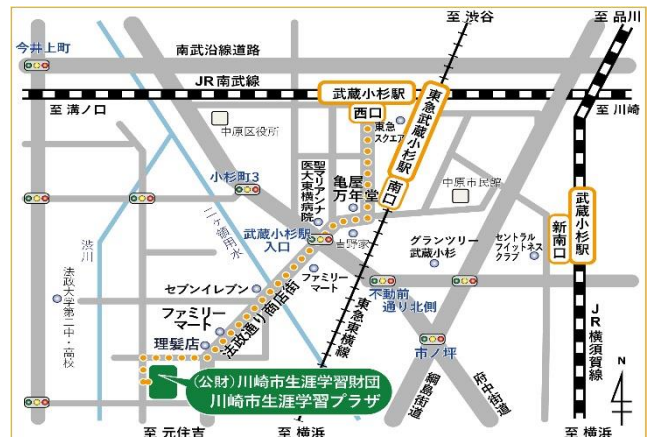 至 渋谷
至 品川
今井上町
南武沿線道路
JR南武線
武蔵小杉駅
西口
至 溝ノ口
至 川崎
東急
スクエア
東急武蔵小杉駅
南口
中原区役所
小杉町3
聖マリアンナ
医大東横病院
亀屋
万年堂
中原市民館
武蔵小杉駅
新南口
二ヶ領用水
渋川
武蔵小杉駅
入口
吉野家
グランツリー
武蔵小杉
セントラル
フィットネス
クラブ
法政大学第二中・高校
セブンイレブン
ファミリー
マート
不動前
通り北側
ファミリー
マート
法政通り商店街
東急東横線
理髪店
市ノ坪
JR横須賀線
N
(公財)川崎市生涯学習財団
川崎市生涯学習プラザ
綱島街道
府中街道
至 元住吉
至 横浜
至 横浜